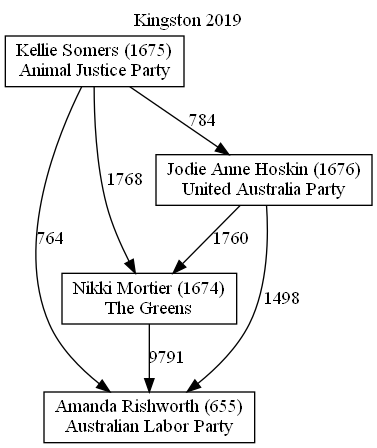 Kingston 2019
Kellie Somers (1675)
Animal Justice Party
784
Jodie Anne Hoskin (1676)
United Australia Party
1768
764
1760
Nikki Mortier (1674)
The Greens
1498
9791
Amanda Rishworth (655)
Australian Labor Party